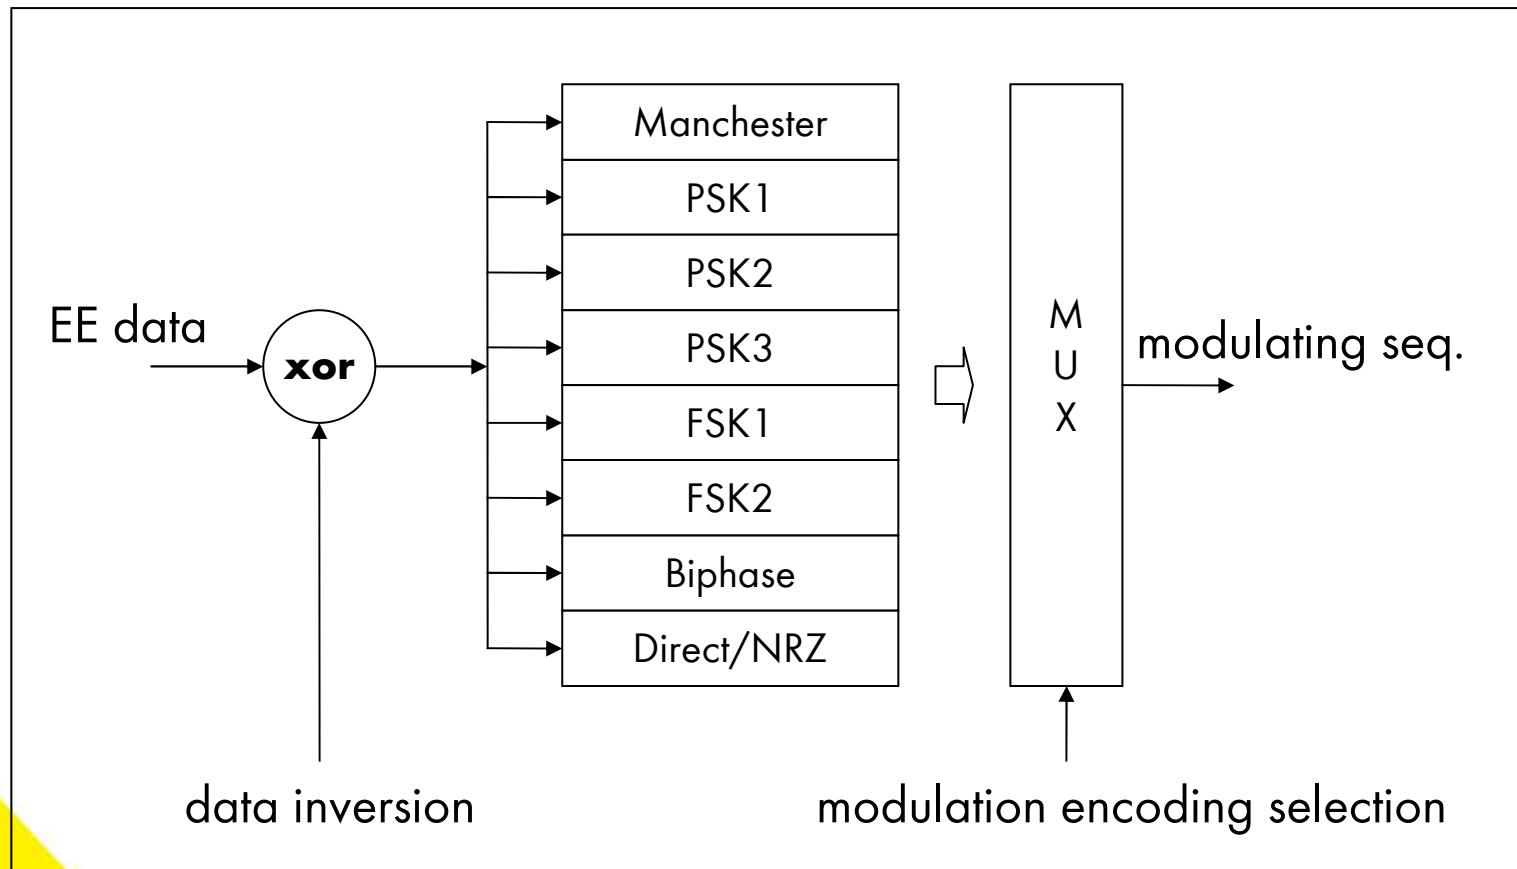 Manchester
PSK1
PSK2
PSK3
FSK1
FSK2
Biphase
Direct/NRZ
EE data
xor
M
U
X
modulating seq.
data inversion
modulation encoding selection